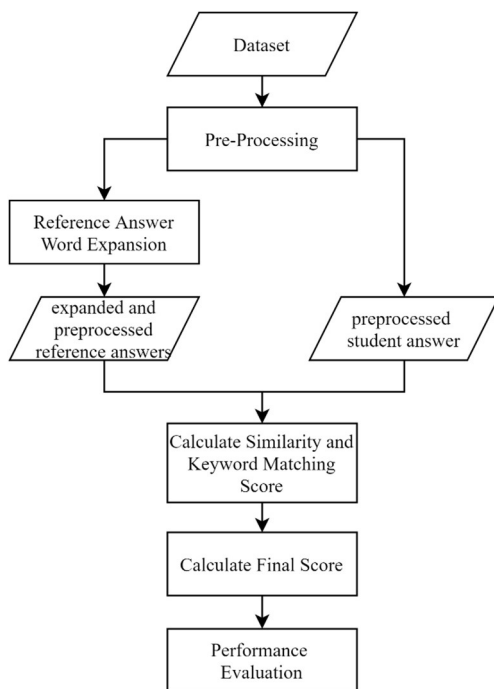 Dataset
Pre-Processing
Reference Answer
Word Expansion
expanded and
preprocessed
reference answers
preprocessed
student answer
Calculate Similarity and
Keyword Matching
Score
Calculate Final Score
Performance
Evaluation